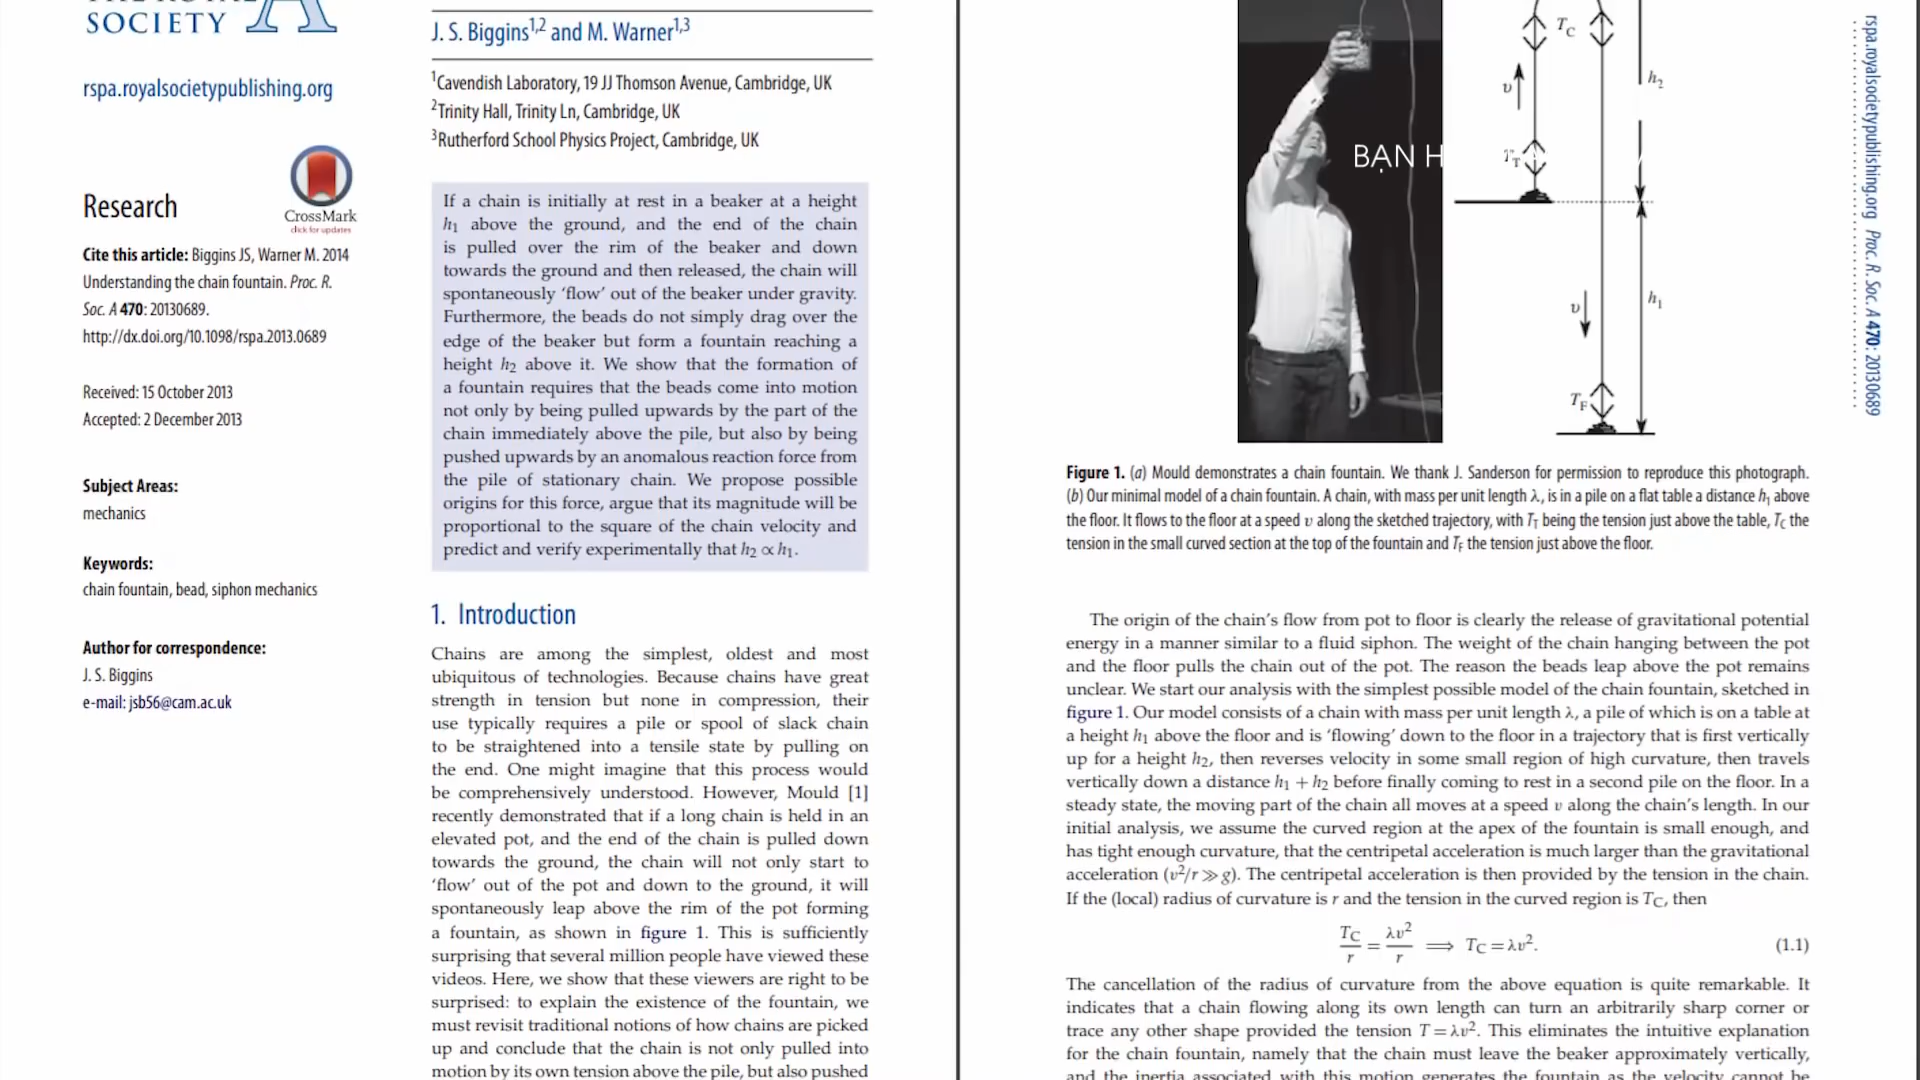 SOCIETY
rspa.royalsocietypublishing.org
Research
CrossMark
click for updates
Cite this article: Biggins JS, Warner M. 2014
Understanding the chain fountain. Proc. R.
Soc. A 470: 20130689.
http://dx.doi.org/10.1098/rspa.2013.0689
Received: 15 October 2013
Accepted: 2 December 2013
Subject Areas:
mechanics
Keywords:
chain fountain, bead, siphon mechanics
Author for correspondence:
J. S. Biggins
e-mail: jsb56@cam.ac.uk
J. S. Biggins1,2 and M. Warner1,3
1Cavendish Laboratory, 19 JJ Thomson Avenue, Cambridge, UK
2Trinity Hall, Trinity Ln, Cambridge, UK
3Rutherford School Physics Project, Cambridge, UK
If a chain is initially at rest in a beaker at a height
h1 above the ground, and the end of the chain
is pulled over the rim of the beaker and down
towards the ground and then released, the chain will
spontaneously ‘flow’ out of the beaker under gravity.
Furthermore, the beads do not simply drag over the
edge of the beaker but form a fountain reaching a
height h2 above it. We show that the formation of
a fountain requires that the beads come into motion
not only by being pulled upwards by the part of the
chain immediately above the pile, but also by being
pushed upwards by an anomalous reaction force from
the pile of stationary chain. We propose possible
origins for this force, argue that its magnitude will be
proportional to the square of the chain velocity and
predict and verify experimentally that h2 ∝ h1.
1. Introduction
Chains are among the simplest, oldest and most
ubiquitous of technologies. Because chains have great
strength in tension but none in compression, their
use typically requires a pile or spool of slack chain
to be straightened into a tensile state by pulling on
the end. One might imagine that this process would
be comprehensively understood. However, Mould [1]
recently demonstrated that if a long chain is held in an
elevated pot, and the end of the chain is pulled down
towards the ground, the chain will not only start to
‘flow’ out of the pot and down to the ground, it will
spontaneously leap above the rim of the pot forming
a fountain, as shown in figure 1. This is sufficiently
surprising that several million people have viewed these
videos. Here, we show that these viewers are right to be
surprised: to explain the existence of the fountain, we
must revisit traditional notions of how chains are picked
up and conclude that the chain is not only pulled into
motion by its own tension above the pile, but also pushed
BẠN H
TC
h2
υ
TT
h1
υ
TF
rspa.royalsocietypublishing.org Proc. R. Soc. A 470: 20130689
Figure 1. (a) Mould demonstrates a chain fountain. We thank J. Sanderson for permission to reproduce this photograph.
(b) Our minimal model of a chain fountain. A chain, with mass per unit length λ, is in a pile on a flat table a distance h1 above
the floor. It flows to the floor at a speed υ along the sketched trajectory, with TT being the tension just above the table, TC the
tension in the small curved section at the top of the fountain and TF the tension just above the floor.
The origin of the chain’s flow from pot to floor is clearly the release of gravitational potential
energy in a manner similar to a fluid siphon. The weight of the chain hanging between the pot
and the floor pulls the chain out of the pot. The reason the beads leap above the pot remains
unclear. We start our analysis with the simplest possible model of the chain fountain, sketched in
figure 1. Our model consists of a chain with mass per unit length λ, a pile of which is on a table at
a height h1 above the floor and is ‘flowing’ down to the floor in a trajectory that is first vertically
up for a height h2, then reverses velocity in some small region of high curvature, then travels
vertically down a distance h1 + h2 before finally coming to rest in a second pile on the floor. In a
steady state, the moving part of the chain all moves at a speed υ along the chain’s length. In our
initial analysis, we assume the curved region at the apex of the fountain is small enough, and
has tight enough curvature, that the centripetal acceleration is much larger than the gravitational
acceleration (υ2/r ≫ g). The centripetal acceleration is then provided by the tension in the chain.
If the (local) radius of curvature is r and the tension in the curved region is TC, then
TC/r = λυ2/r ⟹ TC = λυ2. (1.1)
The cancellation of the radius of curvature from the above equation is quite remarkable. It
indicates that a chain flowing along its own length can turn an arbitrarily sharp corner or
trace any other shape provided the tension T = λυ2. This eliminates the intuitive explanation
for the chain fountain, namely that the chain must leave the beaker approximately vertically,
and the inertia associated with this motion generates the fountain as the velocity cannot be